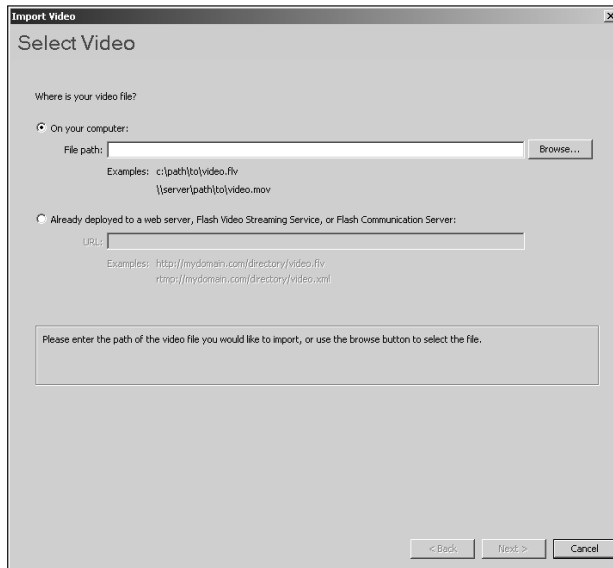 Import Video
Select Video
Where is your video file?
On your computer:
File path:
Browse...
Examples: c:\path\to\video.flv
\\server\path\to\video.mov
Already deployed to a web server, Flash Video Streaming Service, or Flash Communication Server:
URL:
Examples: http://mydomain.com/directory/video.flv
rtmp://mydomain.com/directory/video.xml
Please enter the path of the video file you would like to import, or use the browse button to select the file.
< Back Next > Cancel